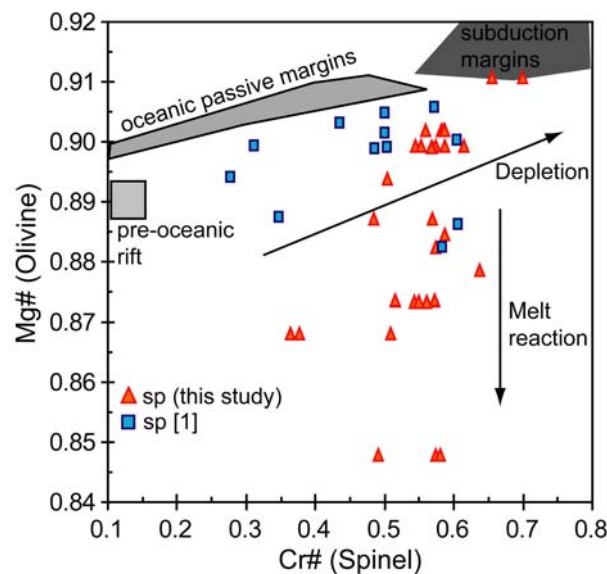 0.92
0.91
0.90
0.89
0.88
0.87
0.86
0.85
0.84
Mg# (Olivine)
subduction
margins
oceanic passive margins
Depletion
pre-oceanic
rift
Melt
reaction
sp (this study)
sp [1]
0.1 0.2 0.3 0.4 0.5 0.6 0.7 0.8
Cr# (Spinel)